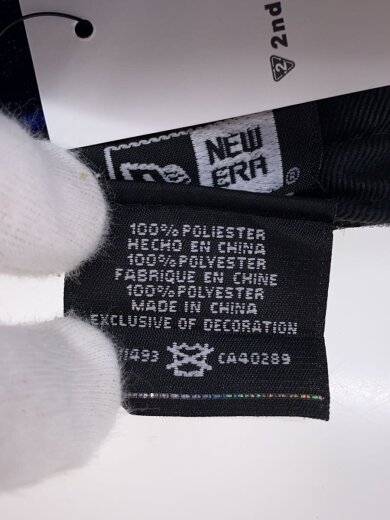 2nd
NEW
ERA
®
100% POLIESTER
HECHO EN CHINA
100% POLYESTER
FABRIQUE EN CHINE
100% POLYESTER
MADE IN CHINA
EXCLUSIVE OF DECORATION
CA40289